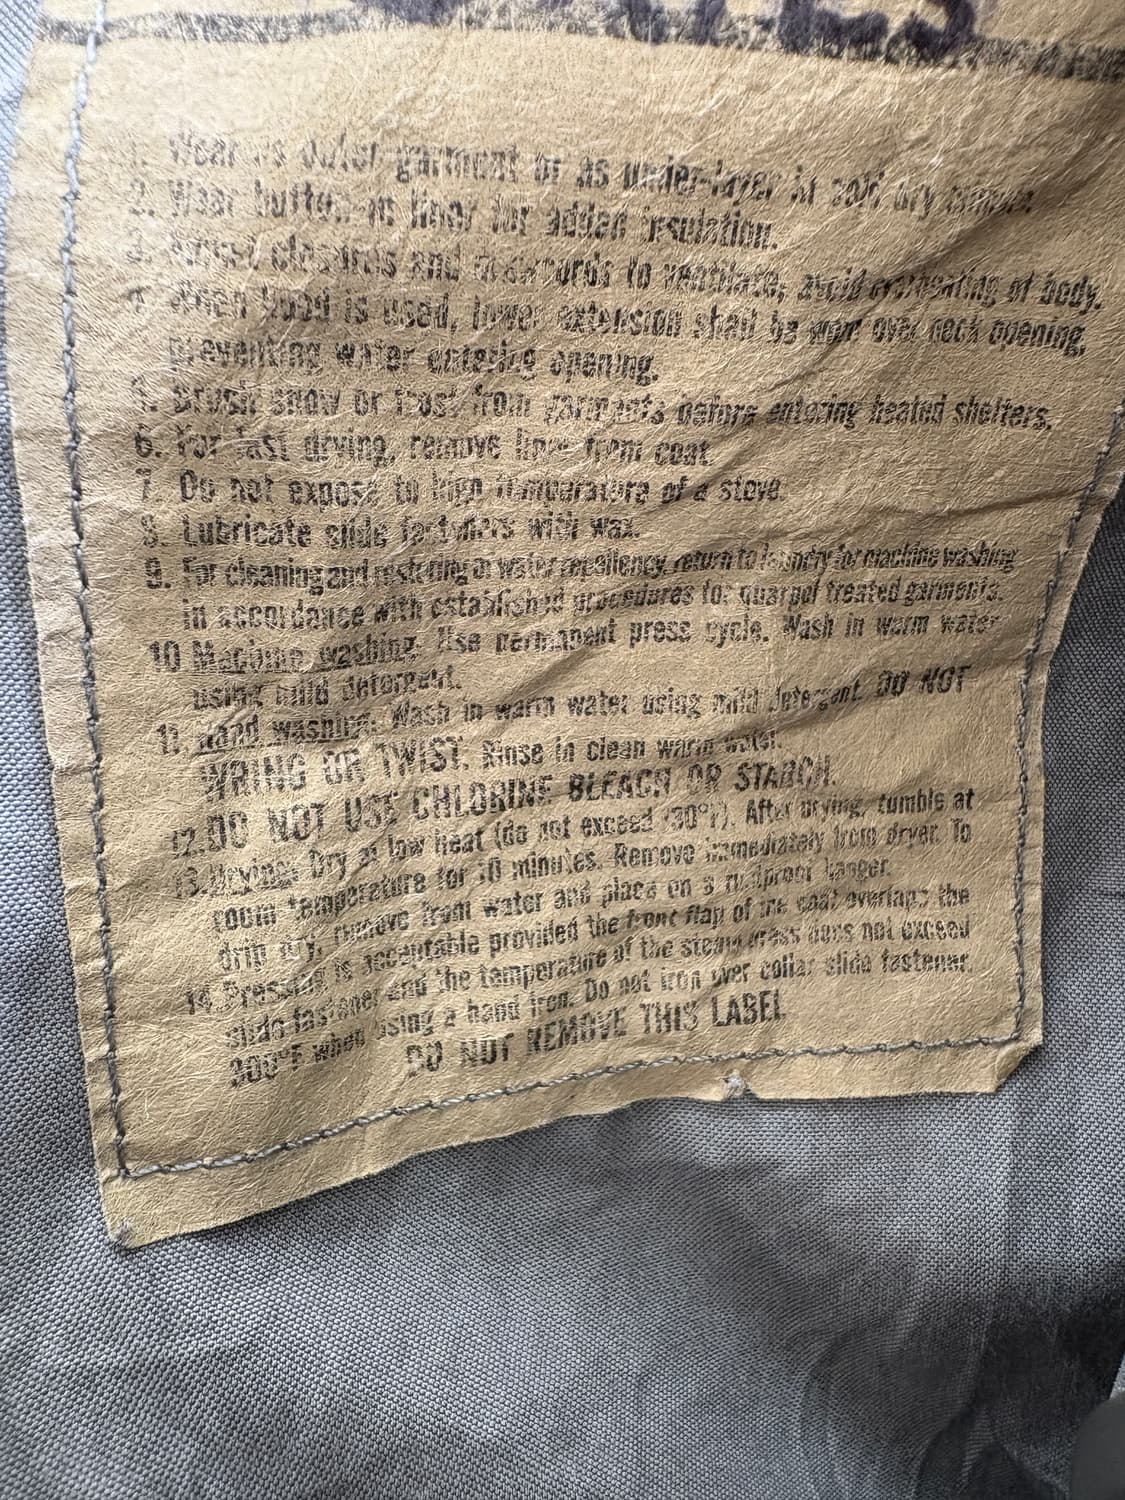 1. Wear as outer garment or as under-layer in cold dry
2. Wear button-in liner for added insulation.
3. closures and drawcords to ventilate; avoid overheating of body.
4. When hood is used, lower extension shall be worn over neck opening,
preventing water entering opening.
5. Brush snow or frost from garments before entering heated shelters.
6. For fast drying, remove liner from coat.
7. Do not expose to high temperature of a stove.
8. Lubricate slide fasteners with wax.
9. For cleaning and restoring of water repellency, return to laundry for machine washing
in accordance with established procedures for quarpel treated garments.
10 Machine washing: Use permanent press cycle. Wash in warm water
using mild detergent.
11. Hand washing: Wash in warm water using mild detergent. DO NOT
WRING OR TWIST. Rinse in clean warm water.
12. DO NOT USE CHLORINE BLEACH OR STARCH.
13. Drying: Dry at low heat (do not exceed 130°F). After drying, tumble at
room temperature for 10 minutes. Remove immediately from dryer. To
drip dry, remove from water and place on a rustproof hanger.
14. Pressing is acceptable provided the front flap of the coat overlaps the
slide fastener and the temperature of the steam press does not exceed
300°F when using a hand iron. Do not iron over collar slide fastener.
DO NOT REMOVE THIS LABEL